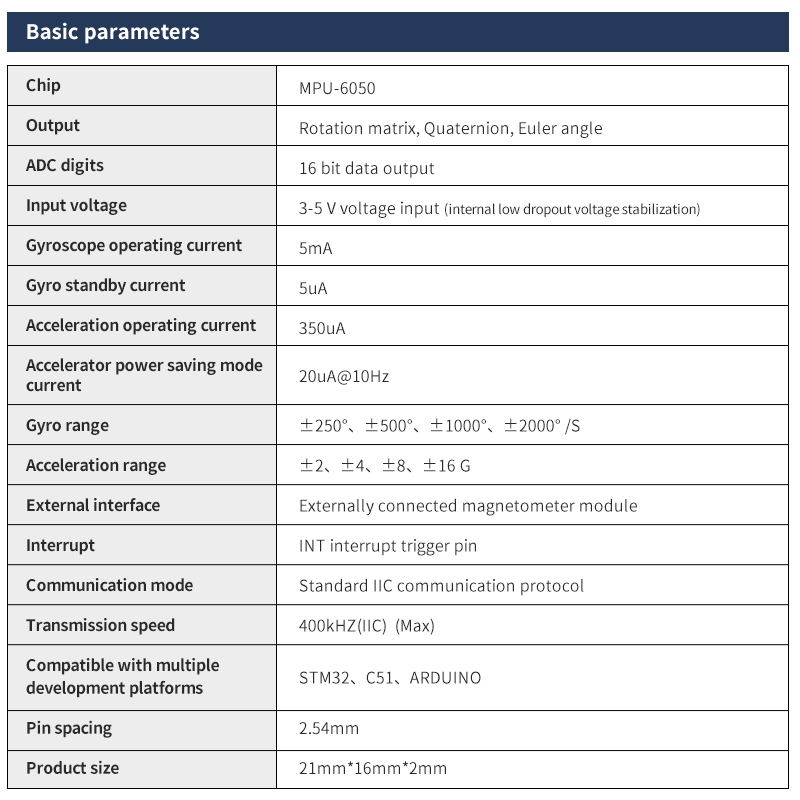 Basic parameters
Chip
MPU-6050
Output
Rotation matrix, Quaternion, Euler angle
ADC digits
16 bit data output
Input voltage
3-5 V voltage input (internal low dropout voltage stabilization)
Gyroscope operating current
5mA
Gyro standby current
5uA
Acceleration operating current
350uA
Accelerator power saving mode
current
20uA@10Hz
Gyro range
±250°、±500°、±1000°、±2000° /S
Acceleration range
±2、±4、±8、±16 G
External interface
Externally connected magnetometer module
Interrupt
INT interrupt trigger pin
Communication mode
Standard IIC communication protocol
Transmission speed
400kHZ(IIC) (Max)
Compatible with multiple
development platforms
STM32、C51、ARDUINO
Pin spacing
2.54mm
Product size
21mm*16mm*2mm